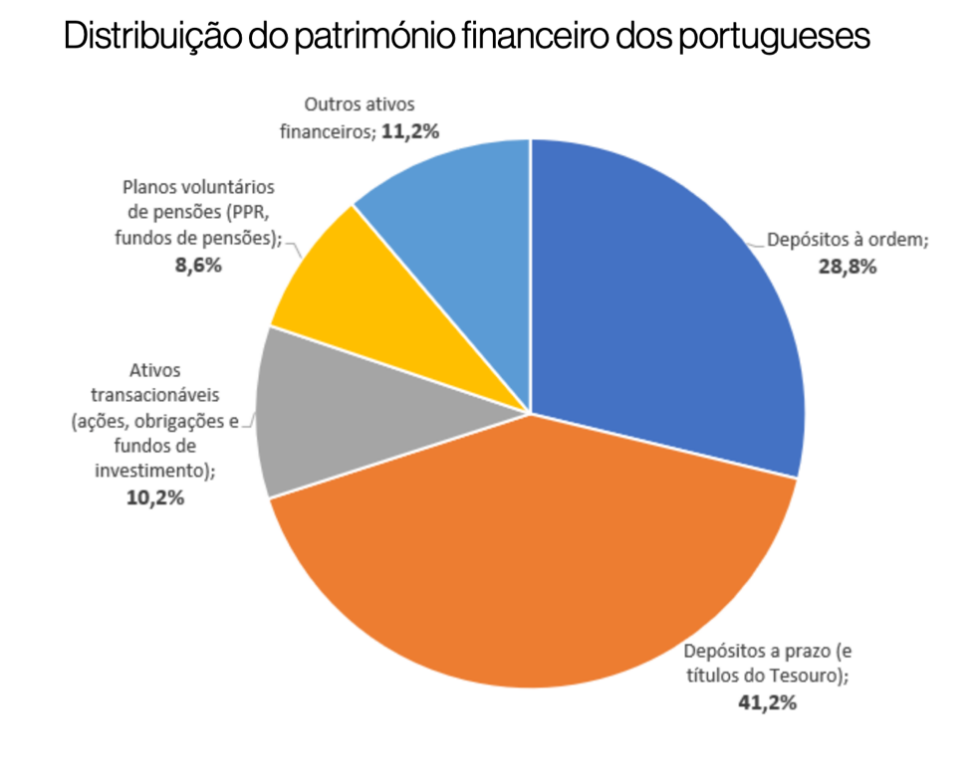 Distribuição do património financeiro dos portugueses
Outros ativos
financeiros; 11,2%
Planos voluntários
de pensões (PPR,
fundos de pensões);
8,6%
Depósitos à ordem;
28,8%
Ativos
transacionáveis
(ações, obrigações e
fundos de
investimento);
10,2%
Depósitos a prazo (e
títulos do Tesouro);
41,2%